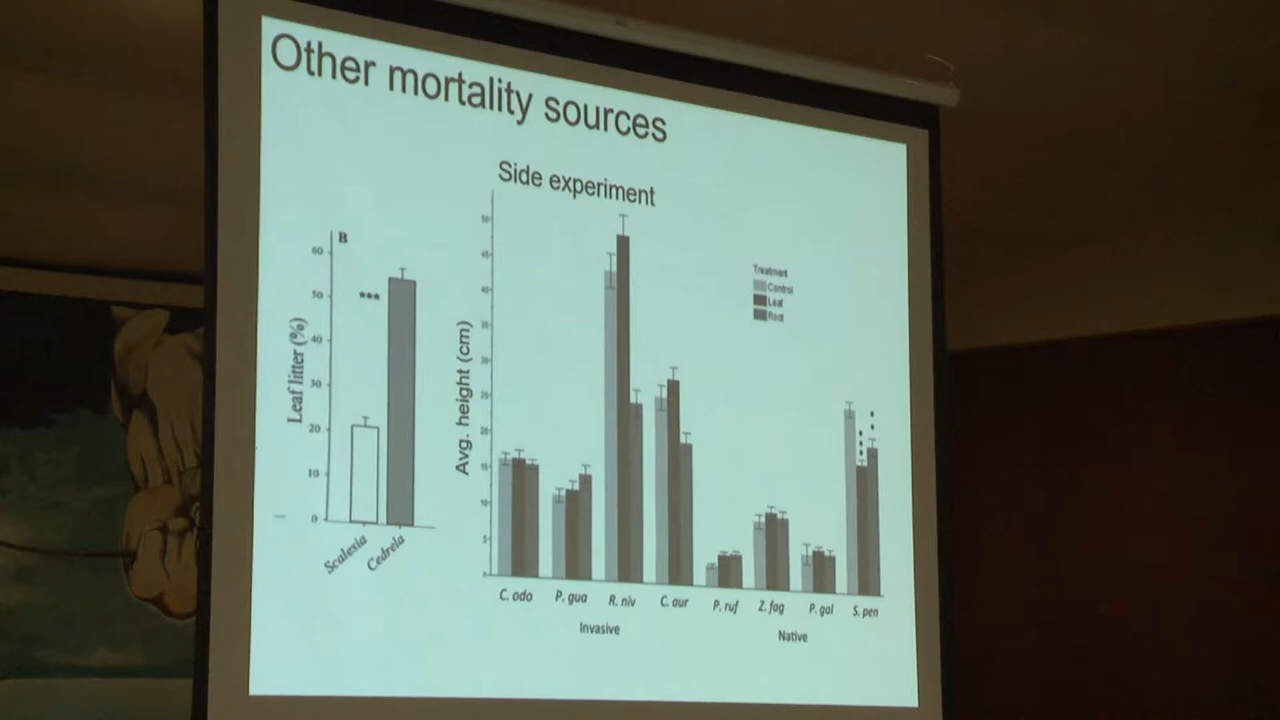 Other mortality sources
Side experiment
B
60
50
40
30
20
10
0
***
Leaf litter (%)
Scalesia
Cedrela
50
45
40
35
30
25
20
15
10
5
0
Avg. height (cm)
Treatment
Control
Leaf
Root
C. odo
P. gua
R. niv
C. aur
P. ruf
Z. fag
P. gal
S. pen
Invasive
Native